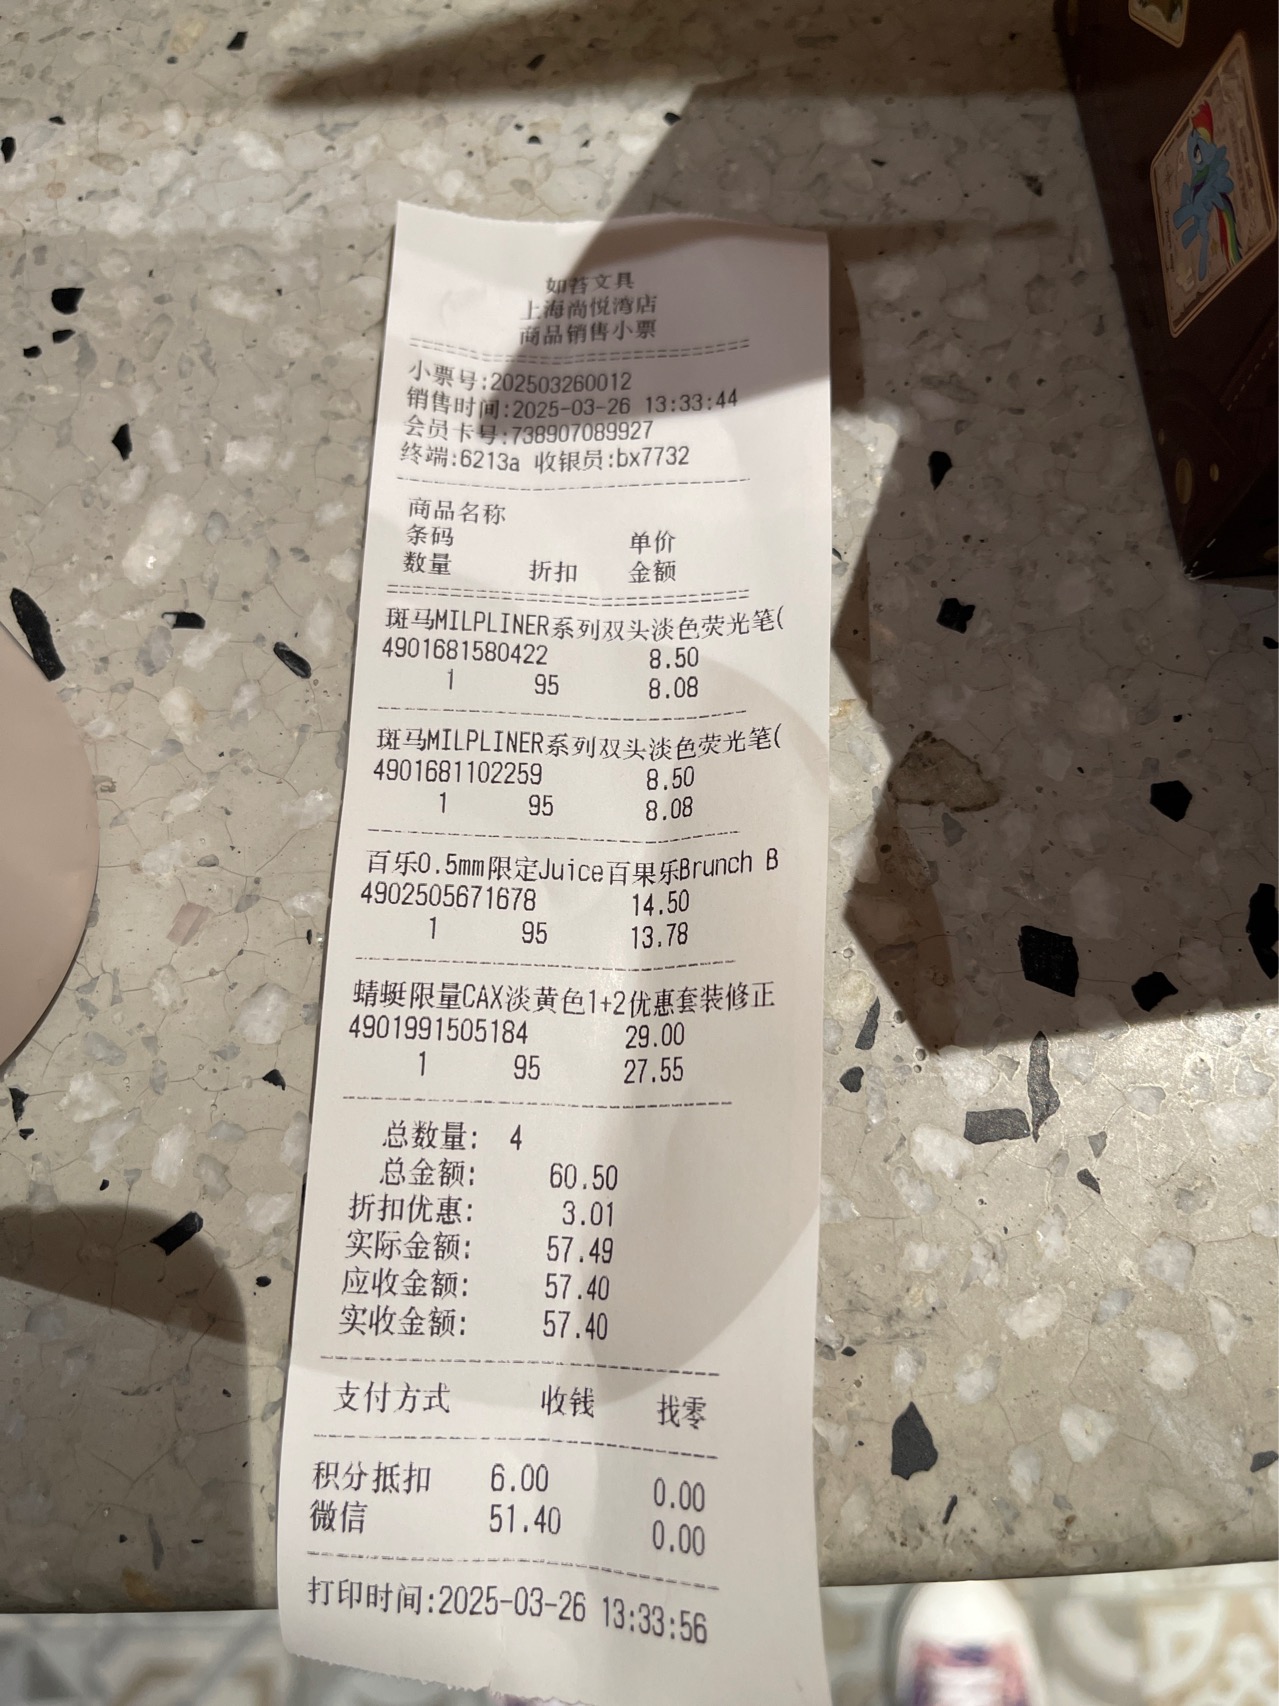 如苔文具
上海尚悦湾店
商品销售小票
小票号:202503260012
销售时间:2025-03-26 13:33:44
会员卡号:738907089927
终端:6213a 收银员:bx7732
商品名称
条码 单价
数量 折扣 金额
斑马MILPLINER系列双头淡色荧光笔(
4901681580422 8.50
1 95 8.08
斑马MILPLINER系列双头淡色荧光笔(
4901681102259 8.50
1 95 8.08
百乐0.5mm限定Juice百果乐Brunch B
4902505671678 14.50
1 95 13.78
蜻蜓限量CAX淡黄色1+2优惠套装修正
4901991505184 29.00
1 95 27.55
总数量: 4
总金额: 60.50
折扣优惠: 3.01
实际金额: 57.49
应收金额: 57.40
实收金额: 57.40
支付方式 收钱 找零
积分抵扣 6.00 0.00
微信 51.40 0.00
打印时间:2025-03-26 13:33:56